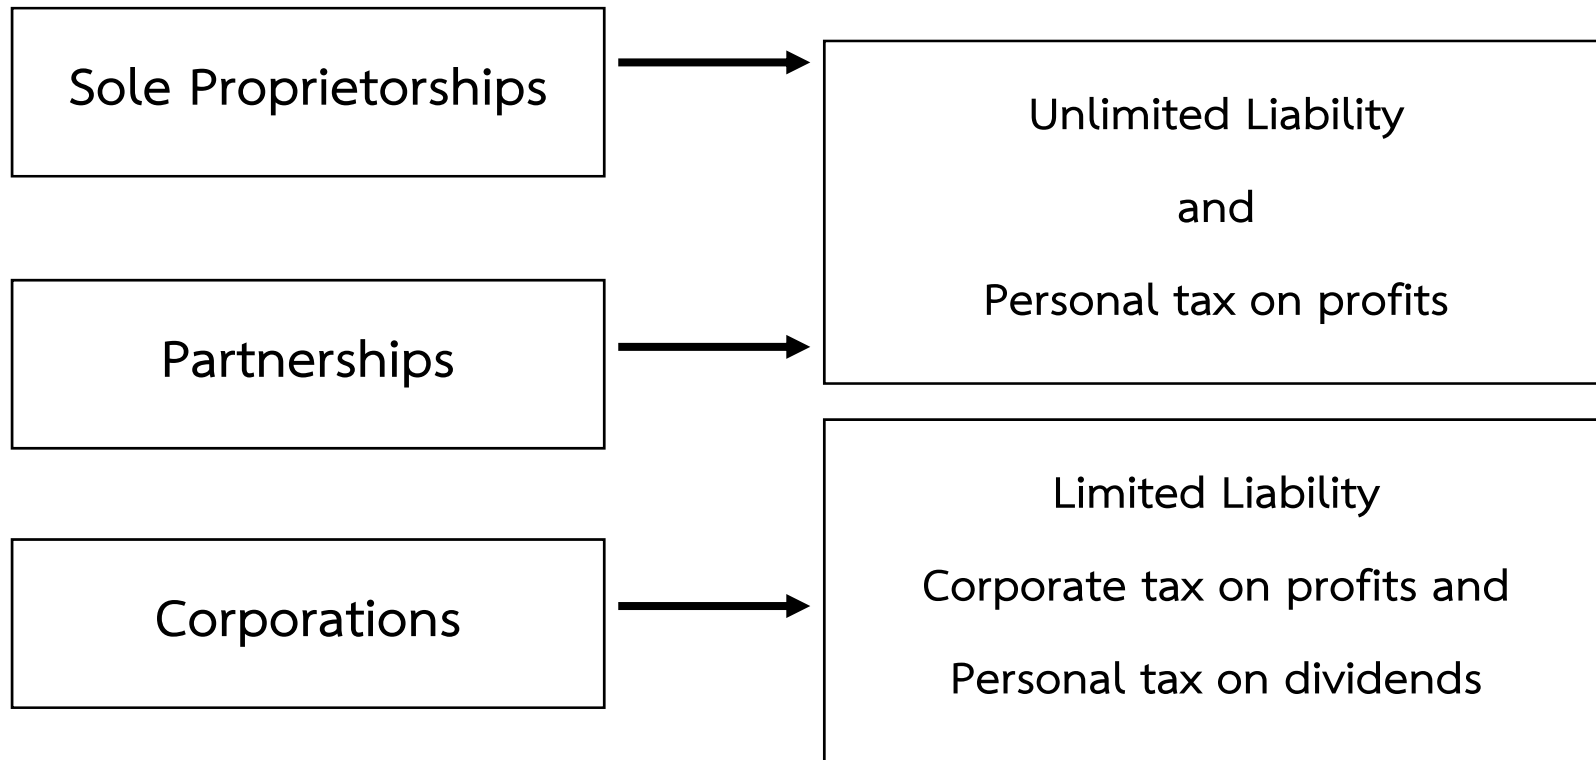 Sole Proprietorships
Unlimited Liability
and
Personal tax on profits
Partnerships
Limited Liability
Corporate tax on profits and
Personal tax on dividends
Corporations